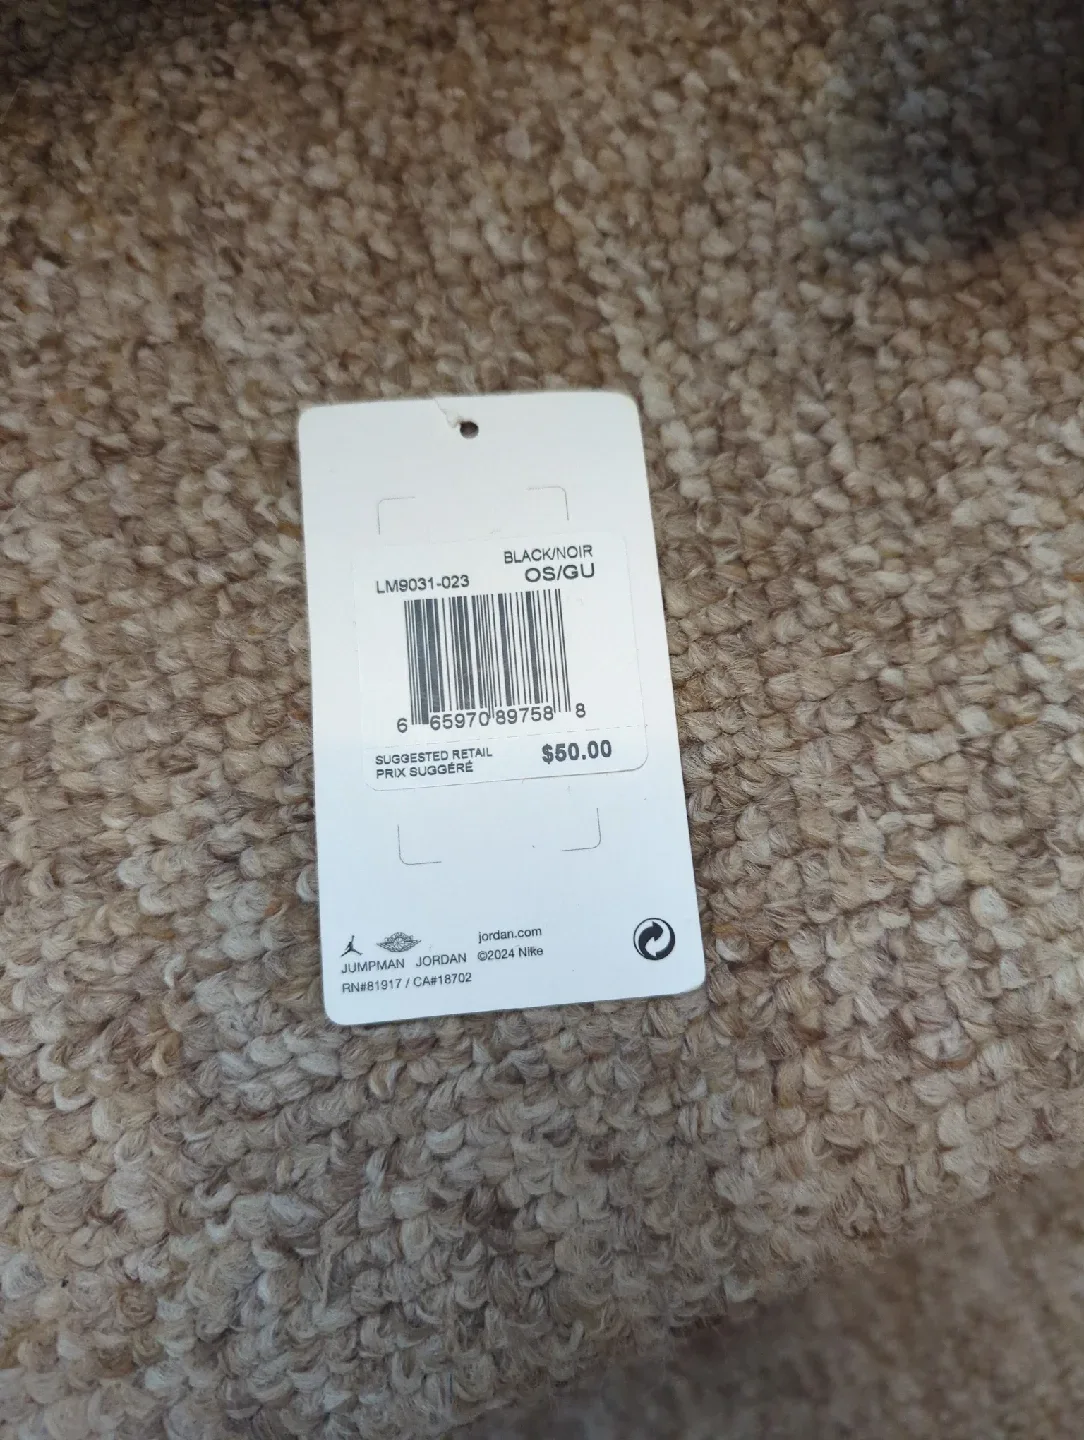 BLACK/NOIR
LM9031-023 OS/GU
6 65970 89758 8
SUGGESTED RETAIL $50.00
PRIX SUGGÉRÉ
jordan.com
JUMPMAN JORDAN ©2024 Nike
RN#81917 / CA#18702